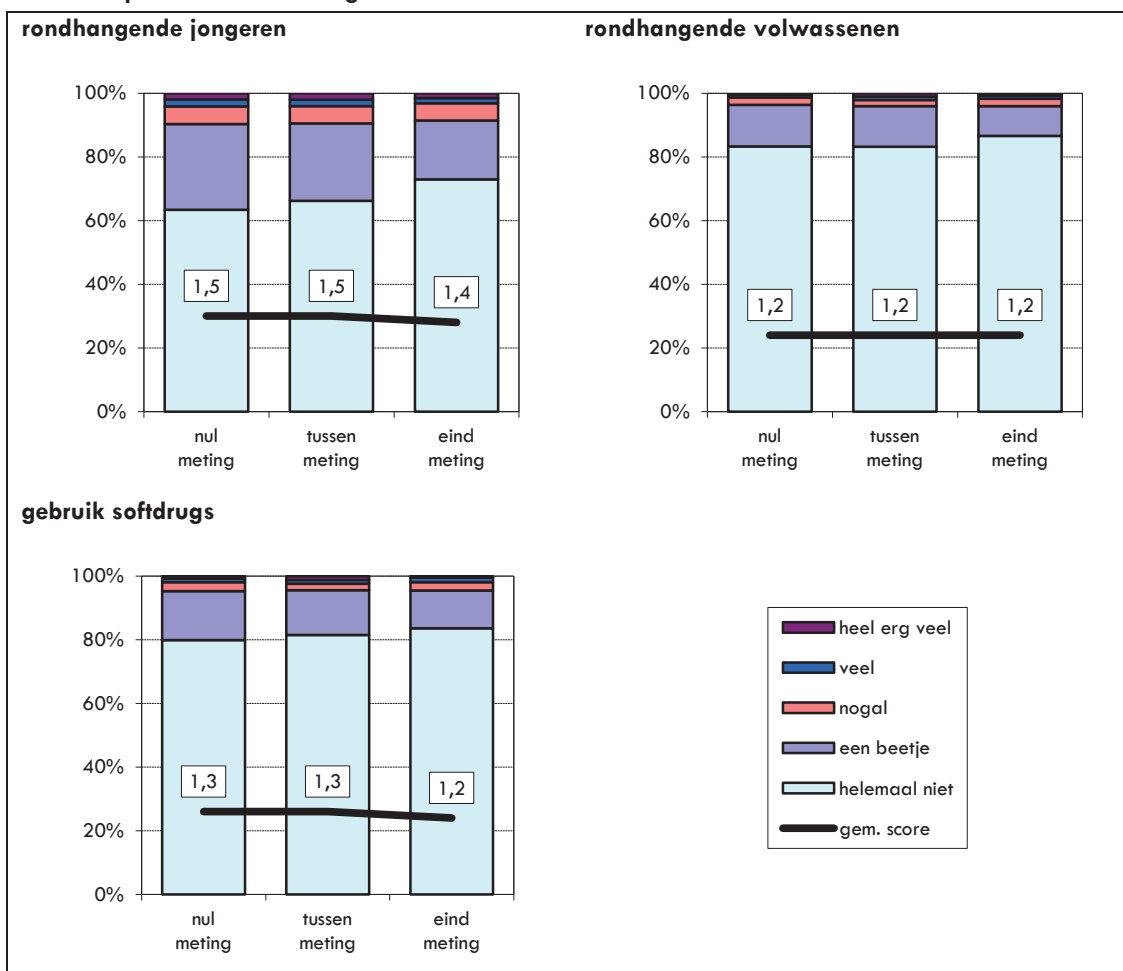 rondhangende jongeren
100%
80%
60%
40%
20%
0%
1,5
1,5
1,4
nul
meting
tussen
meting
eind
meting
rondhangende volwassenen
100%
80%
60%
40%
20%
0%
1,2
1,2
1,2
nul
meting
tussen
meting
eind
meting
gebruik softdrugs
100%
80%
60%
40%
20%
0%
1,3
1,3
1,2
nul
meting
tussen
meting
eind
meting
heel erg veel
veel
nogal
een beetje
helemaal niet
gem. score